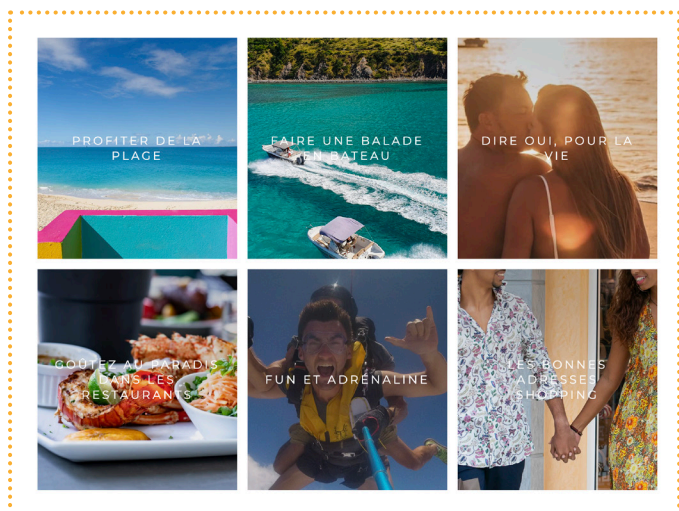 PROFITER DE LA
PLAGE
FAIRE UNE BALADE
EN BATEAU
DIRE OUI, POUR LA
VIE
GOÛTEZ AU PARADIS
DANS LES
RESTAURANTS
FUN ET ADRÉNALINE
LES BONNES
ADRESSES
SHOPPING